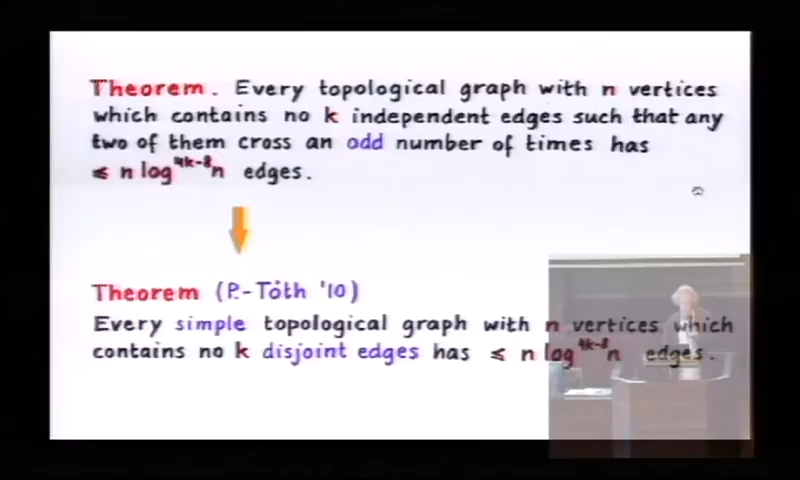 Theorem. Every topological graph with n vertices
which contains no k independent edges such that any
two of them cross an odd number of times has
≤ n log^{4k-8} n edges.
Theorem (P.-Tóth '10)
Every simple topological graph with n vertices which
contains no k disjoint edges has ≤ n log^{4k-8} n edges.